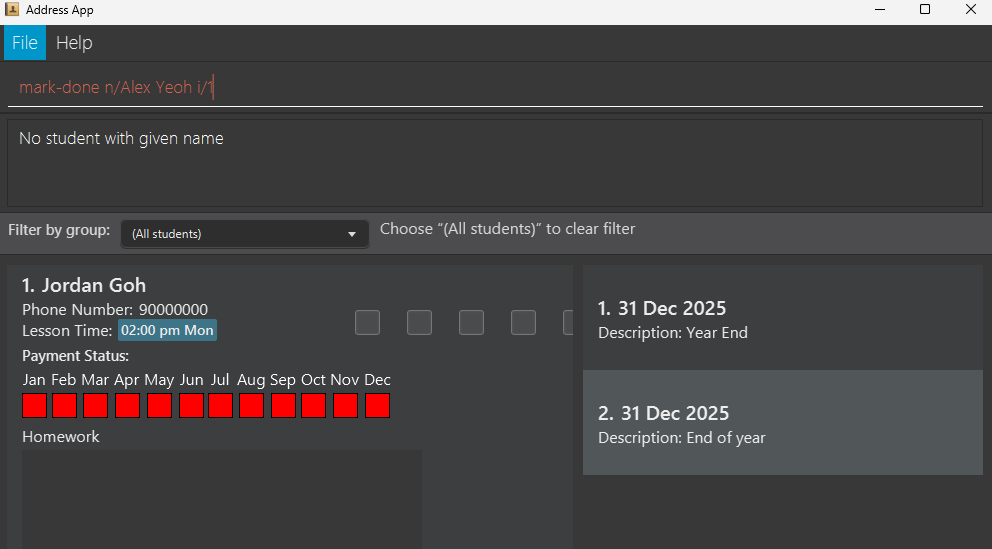 Address App
File Help
mark-done n/Alex Yeoh i/1
No student with given name
Filter by group: (All students) Choose “(All students)” to clear filter
1. Jordan Goh
Phone Number: 90000000
Lesson Time: 02:00 pm Mon
Payment Status:
Jan Feb Mar Apr May Jun Jul Aug Sep Oct Nov Dec
Homework
1. 31 Dec 2025
Description: Year End
2. 31 Dec 2025
Description: End of year